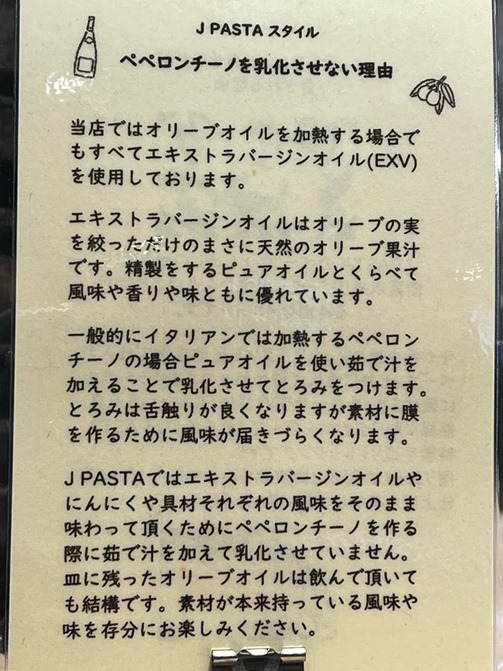 J PASTA スタイル
ペペロンチーノを乳化させない理由
当店ではオリーブオイルを加熱する場合で
もすべてエキストラバージンオイル(EXV)
を使用しております。
エキストラバージンオイルはオリーブの実
を絞っただけのまさに天然のオリーブ果汁
です。精製をするピュアオイルとくらべて
風味や香りや味ともに優れています。
一般的にイタリアンでは加熱するペペロン
チーノの場合ピュアオイルを使い茹で汁を
加えることで乳化させてとろみをつけます。
とろみは舌触りが良くなりますが素材に膜
を作るために風味が届きづらくなります。
J PASTAではエキストラバージンオイルや
にんにくや具材それぞれの風味をそのまま
味わって頂くためにペペロンチーノを作る
際に茹で汁を加えて乳化させていません。
皿に残ったオリーブオイルは飲んで頂いて
も結構です。素材が本来持っている風味や
味を存分にお楽しみください。